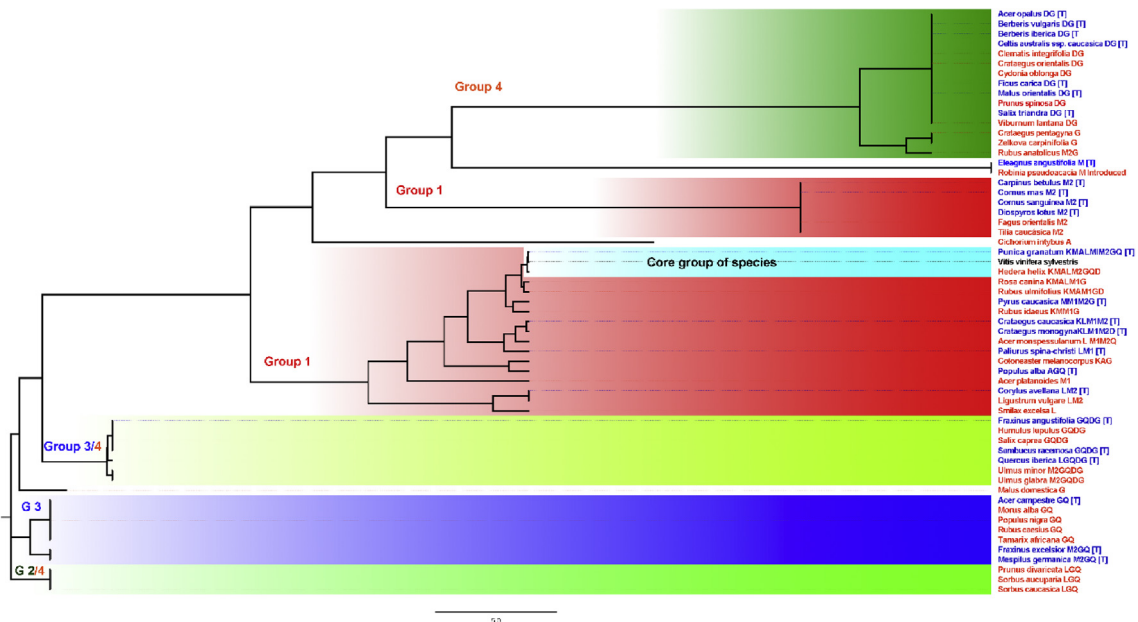 Acer opalus DG [T]
Berberis vulgaris DG [T]
Berberis iberica DG [T
Celtis australis ssp. caucasica DG [T]
Clematis integrifolia DG
Crataegus orientalis DG
Cydonia oblonga DG
Ficus carica DG [T]
Malus orientalis DG [T]
Prunus spinosa DG
Salix triandra DG [T]
Viburnum lantana DG
Crataegus pentagyna G
Zelkova carpinifolia G
Rubus anatolicus M2G
Eleagnus angustifolia M [T]
Robinia pseudoacacia M Introduced
Carpinus betulus M2 [T]
Cornus mas M2 [T]
Cornus sanguinea M2 [T]
Diospyros lotus M2 [T]
Fagus orientalis M2
Tilia caucasica M2
Cichorium intybus A
Punica granatum KMALMIM2GQ [T]
Vitis vinifera sylvestris
Hedera helix KMALM2GQD
Rosa canina KMALM1G
Rubus ulmifolius KMAM1GD
Pyrus caucasica MM1M2G [T]
Rubus idaeus KMM1G
Crataegus caucasica KLM1M2 [T]
Crataegus monogynaKLM1M2D [T]
Acer monspessulanum L M1M2Q
Paliurus spina-christi LM1 [T]
Cotoneaster melanocorpus KAG
Populus alba AGQ [T]
Acer platanoides M1
Corylus avellana LM2 [T]
Ligustrum vulgare LM2
Smilax excelsa L
Fraxinus angustifolia GQDG [T]
Humulus lupulus GQDG
Salix caprea GQDG
Sambucus racemosa GQDG [T]
Quercus iberica LGQDG [T]
Ulmus minor M2GQDG
Ulmus glabra M2GQDG
Malus domestica G
Acer campestre GQ [T]
Morus alba GQ
Populus nigra GQ
Rubus caesius GQ
Tamarix africana GQ
Fraxinus excelsior M2GQ [T]
Mespilus germanica M2GQ [T]
Prunus divaricata LGQ
Sorbus aucuparia LGQ
Sorbus caucasica LGQ
Group 4
Group 1
Core group of species
Group 1
Group 3/4
G 3
G 2/4